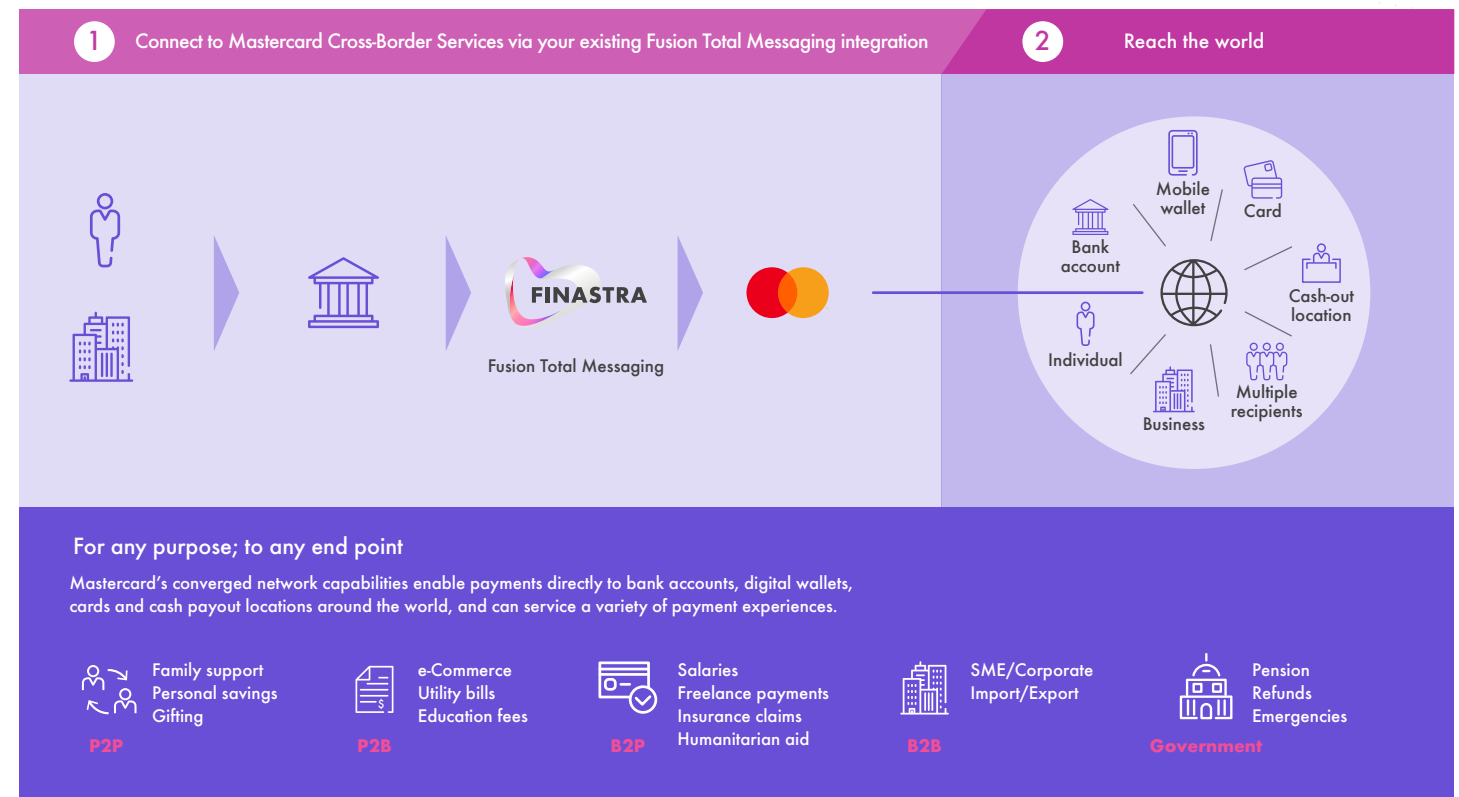 1
Connect to Mastercard Cross-Border Services via your existing Fusion Total Messaging integration
2
Reach the world
FINASTRA
Fusion Total Messaging
Mobile
wallet
Card
Bank
account
Cash-out
location
Individual
Multiple
recipients
Business
For any purpose; to any end point
Mastercard's converged network capabilities enable payments directly to bank accounts, digital wallets,
cards and cash payout locations around the world, and can service a variety of payment experiences.
Family support
Personal savings
Gifting
P2P
e-Commerce
Utility bills
Education fees
$
P2B
Salaries
Freelance payments
Insurance claims
Humanitarian aid
B2P
SME/Corporate
Import/Export
B2B
Pension
Refunds
Emergencies
Government